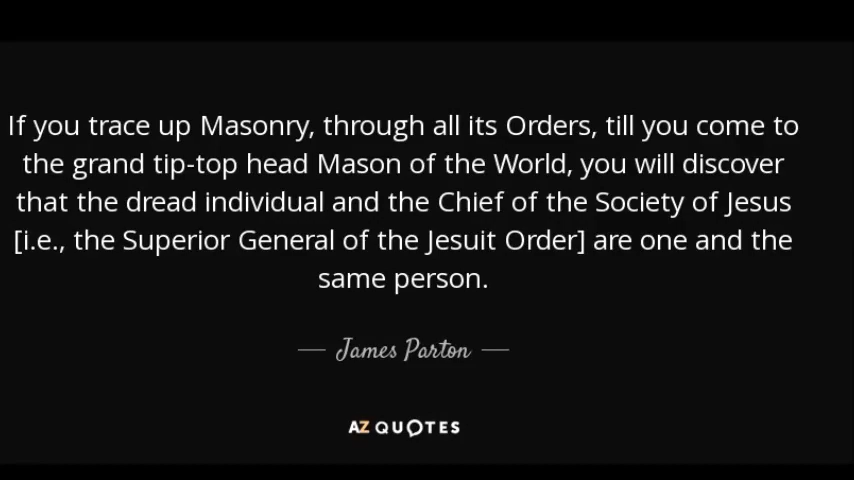 If you trace up Masonry, through all its Orders, till you come to
the grand tip-top head Mason of the World, you will discover
that the dread individual and the Chief of the Society of Jesus
[i.e., the Superior General of the Jesuit Order] are one and the
same person.
— James Parton —
AZ QUOTES